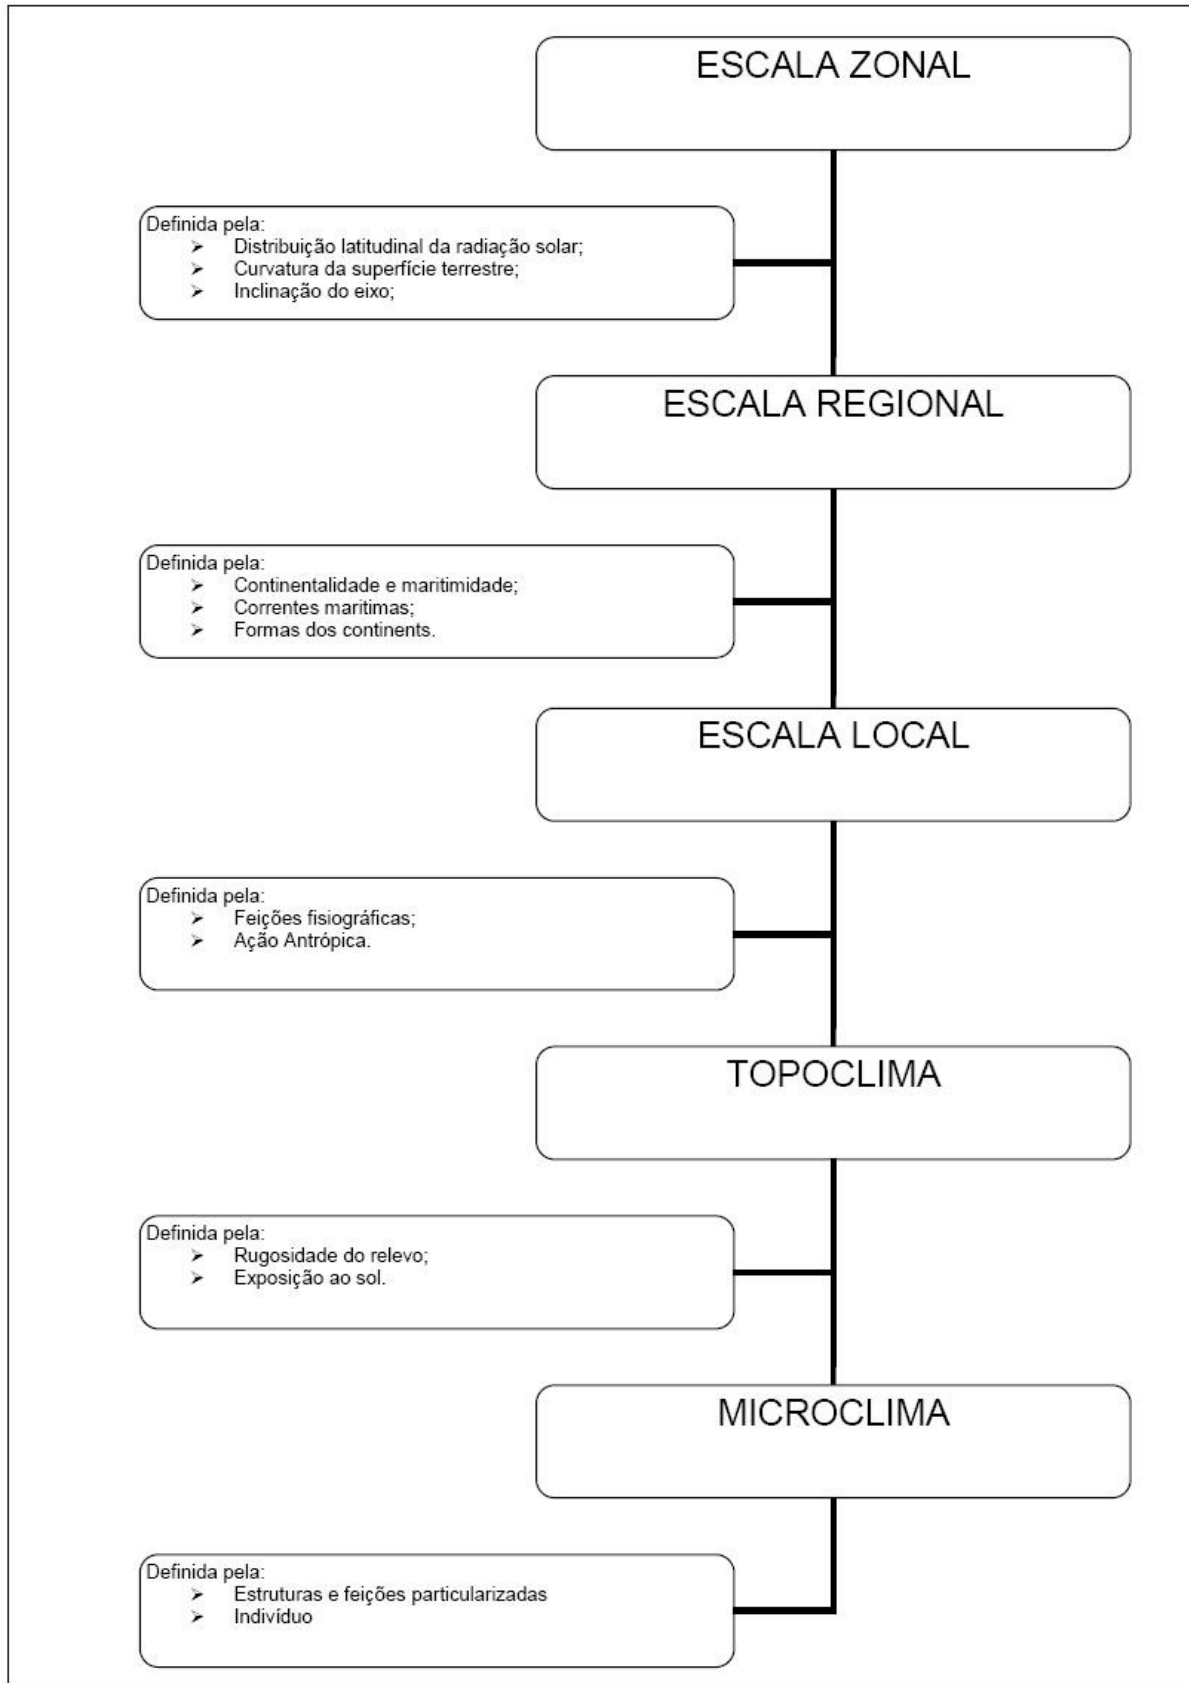 ESCALA ZONAL
Definida pela:
➢ Distribuição latitudinal da radiação solar;
➢ Curvatura da superfície terrestre;
➢ Inclinação do eixo;
ESCALA REGIONAL
Definida pela:
➢ Continentalidade e maritimidade;
➢ Correntes maritimas;
➢ Formas dos continents.
ESCALA LOCAL
Definida pela:
➢ Feições fisiográficas;
➢ Ação Antrópica.
TOPOCLIMA
Definida pela:
➢ Rugosidade do relevo;
➢ Exposição ao sol.
MICROCLIMA
Definida pela:
➢ Estruturas e feições particularizadas
➢ Indivíduo